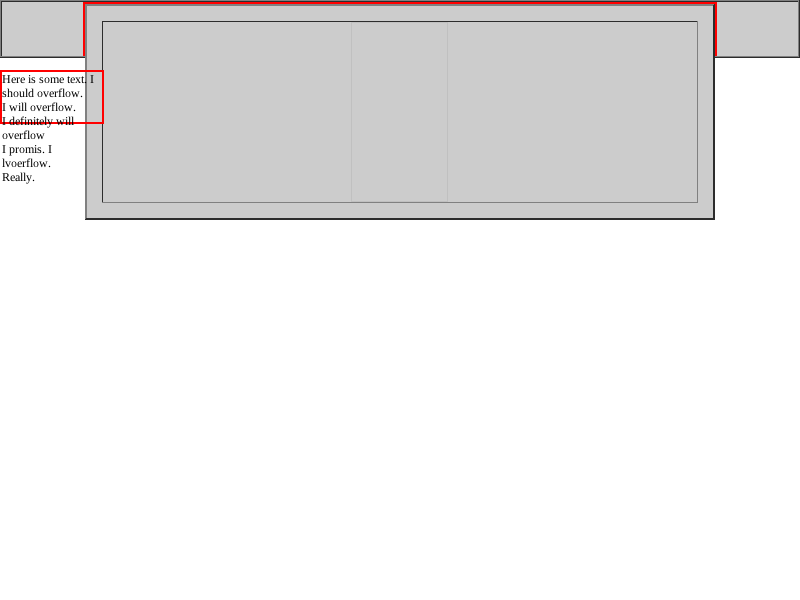 Here is some text. I
should overflow.
I will overflow.
I definitely will
overflow
I promis. I
lvoerflow.
Really.